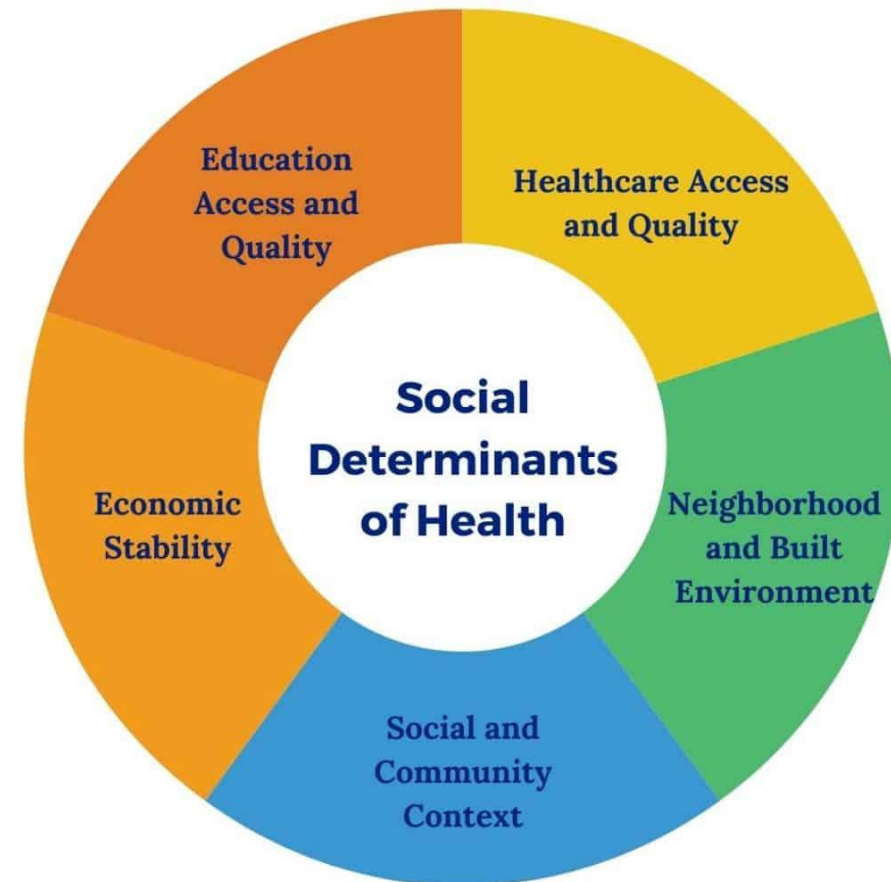 Education
Access and
Quality
Healthcare Access
and Quality
Social
Determinants
of Health
Economic
Stability
Neighborhood
and Built
Environment
Social and
Community
Context